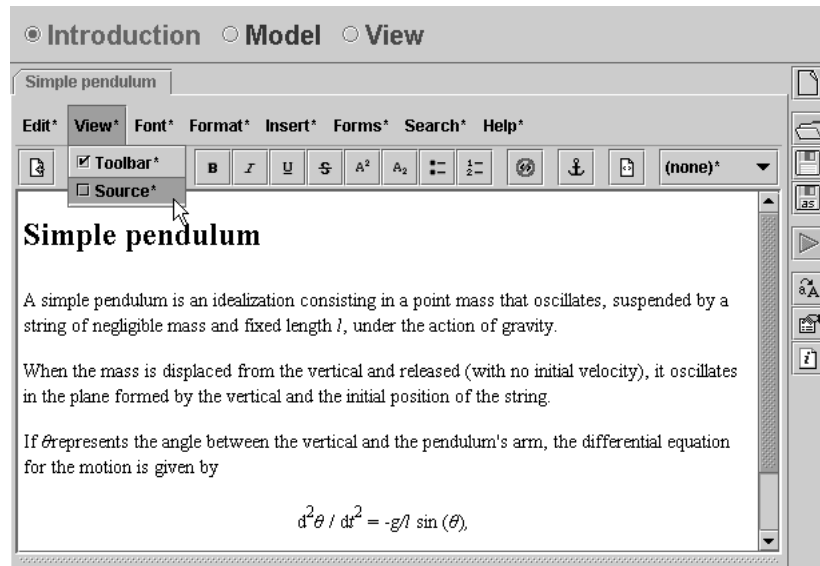 Introduction Model View
Simple pendulum
Edit* View* Font* Format* Insert* Forms* Search* Help*
Toolbar* B I U S A² A₂ (none)*
Source*
as
Simple pendulum
A simple pendulum is an idealization consisting in a point mass that oscillates, suspended by a
string of negligible mass and fixed length l, under the action of gravity.
When the mass is displaced from the vertical and released (with no initial velocity), it oscillates
in the plane formed by the vertical and the initial position of the string.
If θrepresents the angle between the vertical and the pendulum's arm, the differential equation
for the motion is given by
d²θ / dt² = -g/l sin (θ),
aA
i